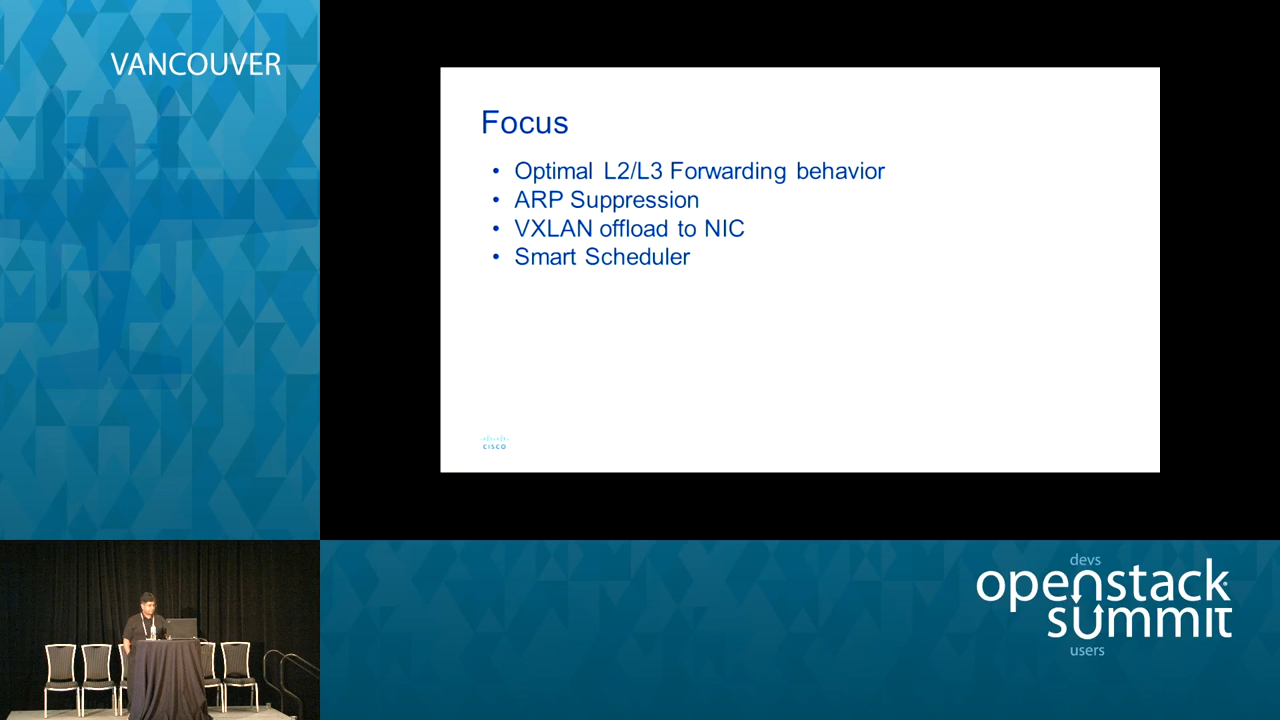 VANCOUVER
Focus
• Optimal L2/L3 Forwarding behavior
• ARP Suppression
• VXLAN offload to NIC
• Smart Scheduler
CISCO
devs
openstack
summit
users